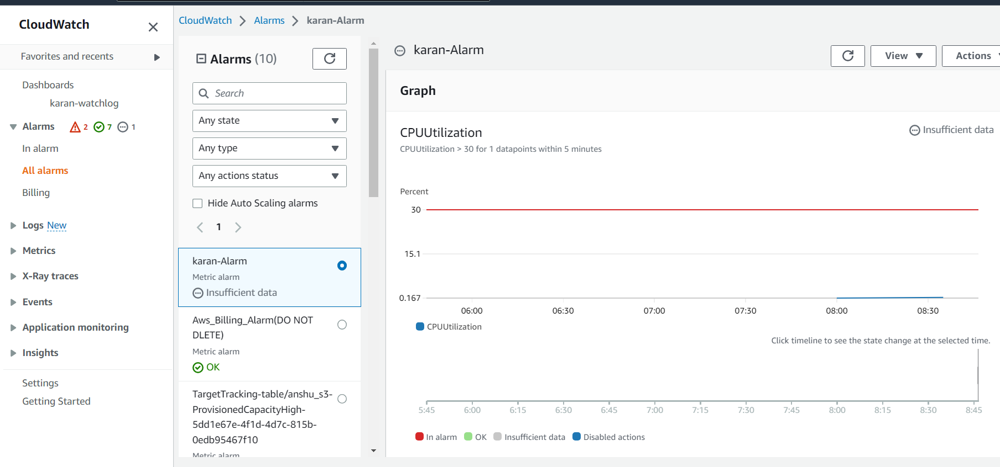 CloudWatch
Favorites and recents
Dashboards
karan-watchlog
Alarms 2 7 1
In alarm
All alarms
Billing
Logs New
Metrics
X-Ray traces
Events
Application monitoring
Insights
Settings
Getting Started
CloudWatch Alarms karan-Alarm
Alarms (10)
Search
Any state
Any type
Any actions status
Hide Auto Scaling alarms
1
karan-Alarm
Metric alarm
Insufficient data
Aws_Billing_Alarm(DO NOT
DLETE)
Metric alarm
OK
TargetTracking-table/anshu_s3-
ProvisionedCapacityHigh-
5dd1e67e-4f1d-4d7c-815b-
0edb95467f10
Metric alarm
karan-Alarm
View
Actions
Graph
CPUUtilization
Insufficient data
CPUUtilization > 30 for 1 datapoints within 5 minutes
Percent
30
15.1
0.167
06:00 06:30 07:00 07:30 08:00 08:30
CPUUtilization
Click timeline to see the state change at the selected time.
5:45 6:00 6:15 6:30 6:45 7:00 7:15 7:30 7:45 8:00 8:15 8:30 8:45
In alarm OK Insufficient data Disabled actions